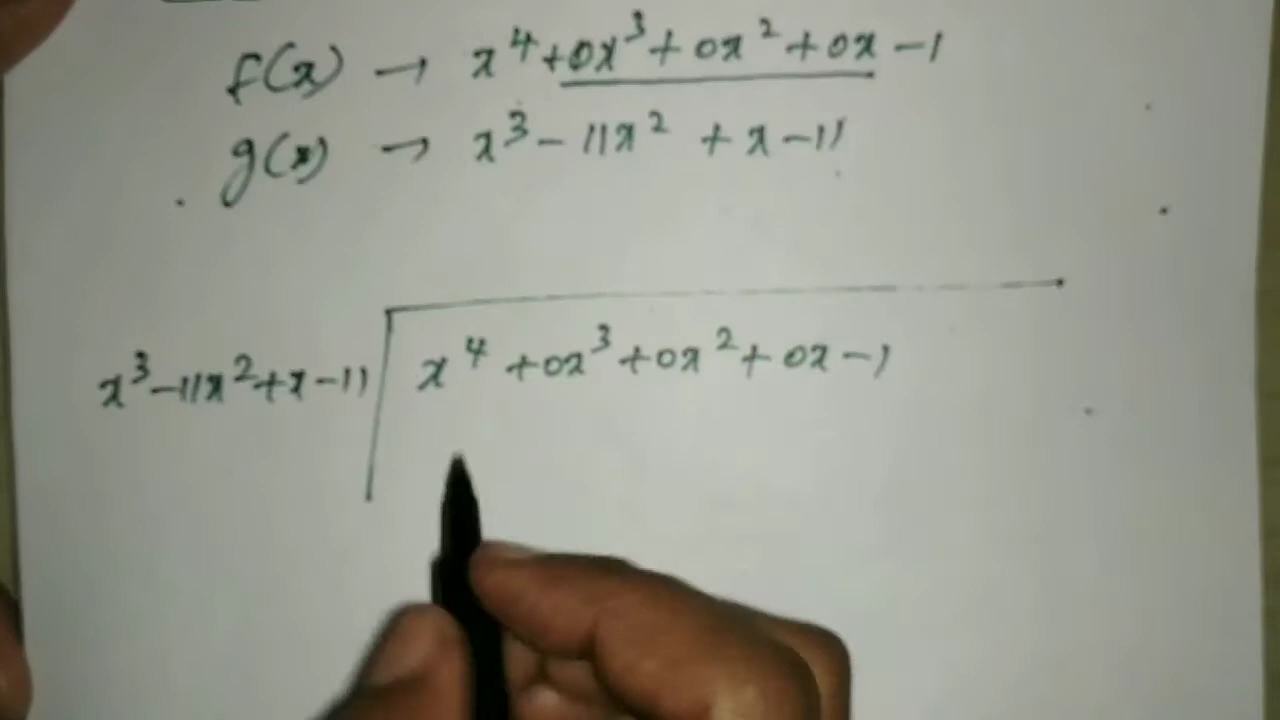 f(x) → x⁴+0x³+0x²+0x-1
g(x) → x³-11x²+x-11
x³-11x²+x-11 x⁴+0x³+0x²+0x-1